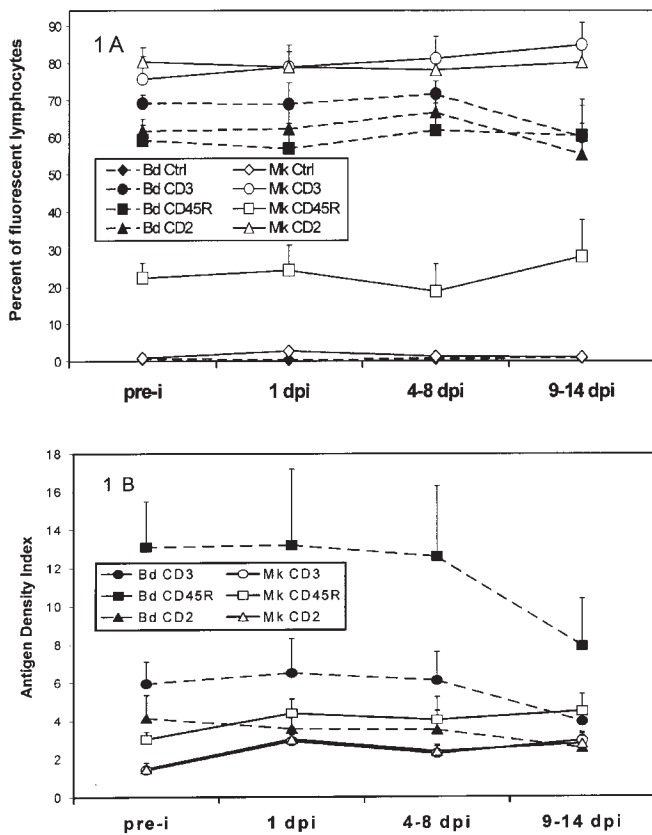 1A
90
80
70
60
50
40
30
20
10
0
Percent of fluorescent lymphocytes
Bd Ctrl Mk Ctrl
Bd CD3 Mk CD3
Bd CD45R Mk CD45R
Bd CD2 Mk CD2
pre-i 1 dpi 4-8 dpi 9-14 dpi
1 B
18
16
14
12
10
8
6
4
2
0
Antigen Density Index
Bd CD3 Mk CD3
Bd CD45R Mk CD45R
Bd CD2 Mk CD2
pre-i 1 dpi 4-8 dpi 9-14 dpi